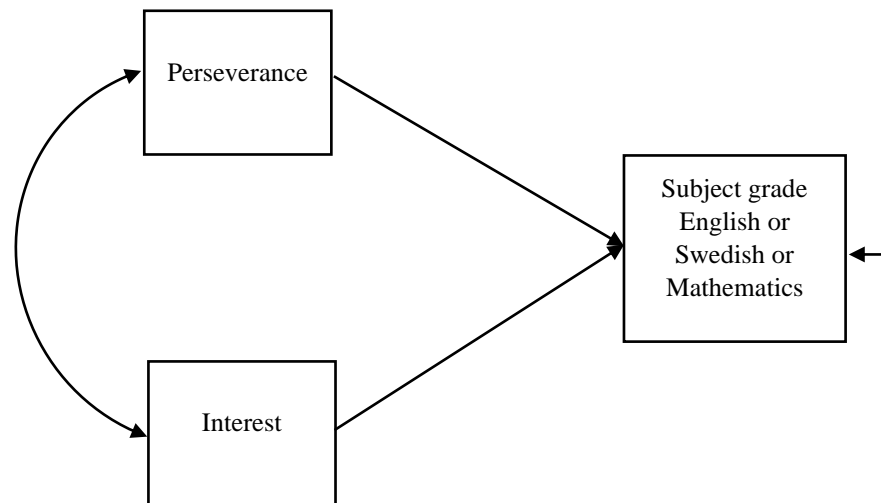 Perseverance
Subject grade
English or
Swedish or
Mathematics
Interest